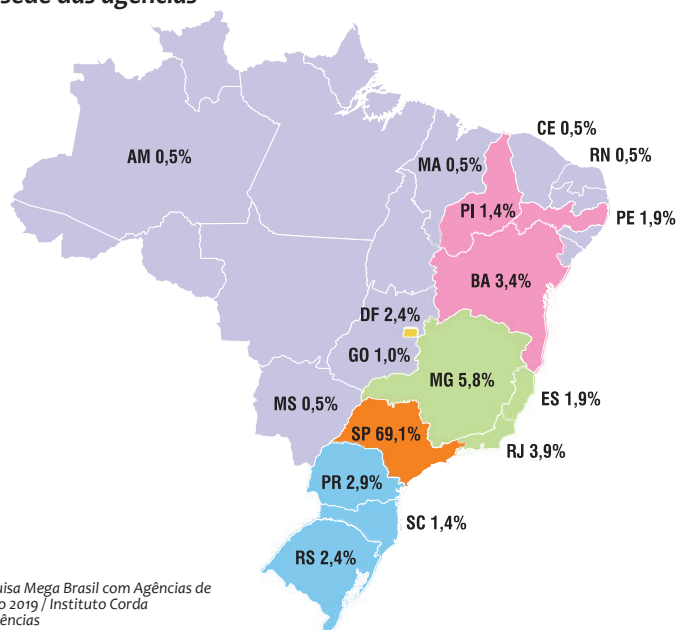 sede das agências
CE 0,5%
RN 0,5%
AM 0,5%
MA 0,5%
PI 1,4%
PE 1,9%
BA 3,4%
DF 2,4%
GO 1,0%
MG 5,8%
ES 1,9%
MS 0,5%
SP 69,1%
RJ 3,9%
PR 2,9%
SC 1,4%
RS 2,4%
Mega Brasil com Agências de
2019 / Instituto Corda